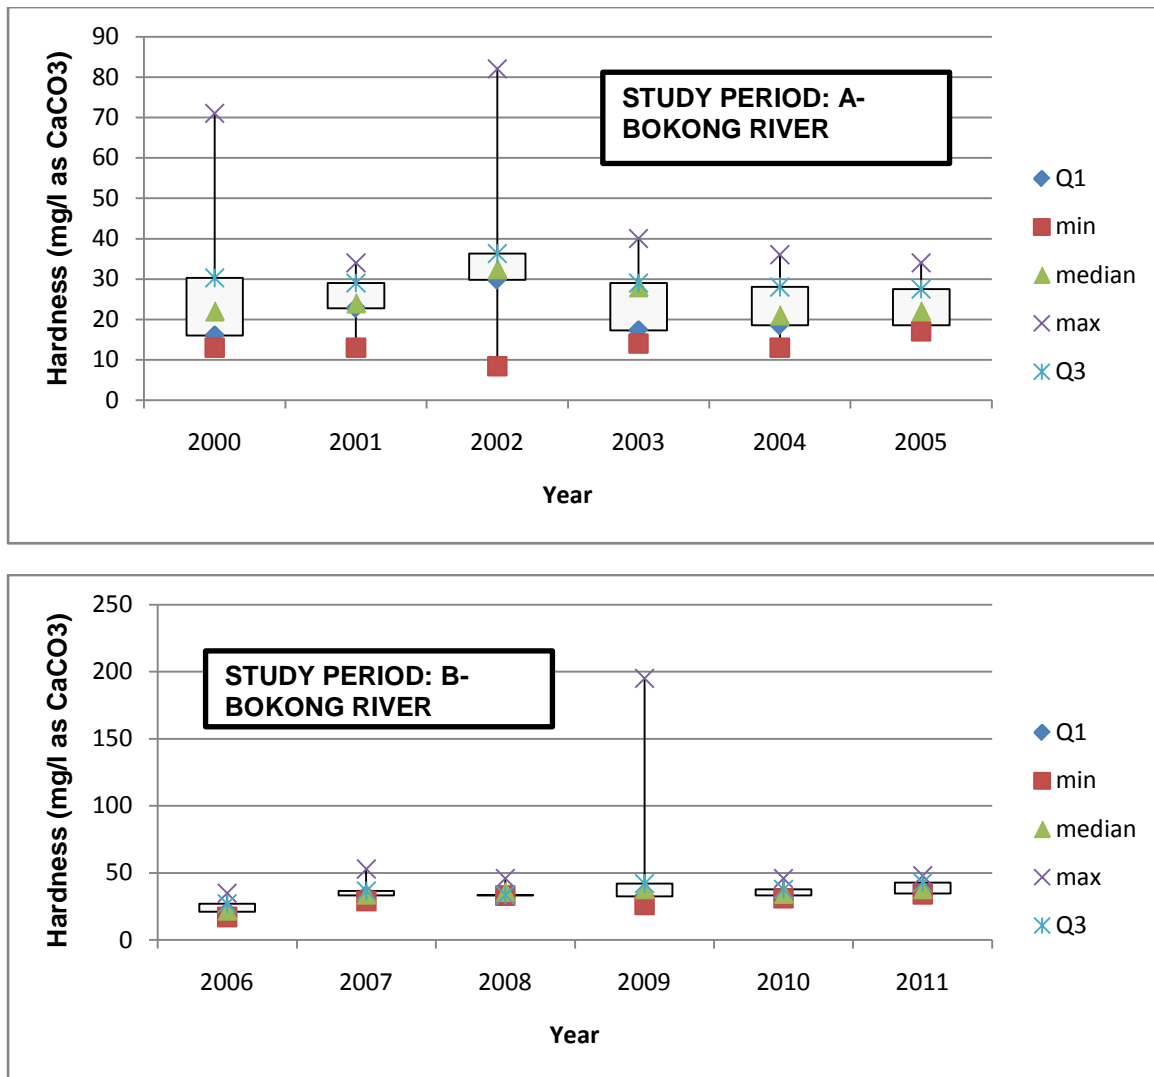 Hardness (mg/l as CaCO3)
90
80
70
60
50
40
30
20
10
0
STUDY PERIOD: A-
BOKONG RIVER
Q1
min
median
max
Q3
2000 2001 2002 2003 2004 2005
Year
Hardness (mg/l as CaCO3)
250
200
150
100
50
0
STUDY PERIOD: B-
BOKONG RIVER
Q1
min
median
max
Q3
2006 2007 2008 2009 2010 2011
Year